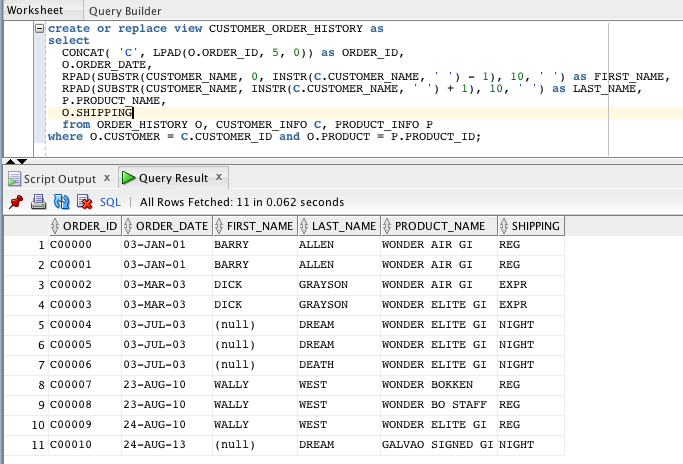 Worksheet Query Builder
create or replace view CUSTOMER_ORDER_HISTORY as
select
CONCAT( 'C', LPAD(O.ORDER_ID, 5, 0)) as ORDER_ID,
O.ORDER_DATE,
RPAD(SUBSTR(CUSTOMER_NAME, 0, INSTR(C.CUSTOMER_NAME, ' ') - 1), 10, ' ') as FIRST_NAME,
RPAD(SUBSTR(CUSTOMER_NAME, INSTR(C.CUSTOMER_NAME, ' ') + 1), 10, ' ') as LAST_NAME,
P.PRODUCT_NAME,
O.SHIPPING
from ORDER_HISTORY O, CUSTOMER_INFO C, PRODUCT_INFO P
where O.CUSTOMER = C.CUSTOMER_ID and O.PRODUCT = P.PRODUCT_ID;
Script Output x Query Result x
SQL | All Rows Fetched: 11 in 0.062 seconds
ORDER_ID ORDER_DATE FIRST_NAME LAST_NAME PRODUCT_NAME SHIPPING
1 C00000 03-JAN-01 BARRY ALLEN WONDER AIR GI REG
2 C00001 03-JAN-01 BARRY ALLEN WONDER AIR GI REG
3 C00002 03-MAR-03 DICK GRAYSON WONDER AIR GI EXPR
4 C00003 03-MAR-03 DICK GRAYSON WONDER ELITE GI EXPR
5 C00004 03-JUL-03 (null) DREAM WONDER ELITE GI NIGHT
6 C00005 03-JUL-03 (null) DREAM WONDER ELITE GI NIGHT
7 C00006 03-JUL-03 (null) DEATH WONDER ELITE GI NIGHT
8 C00007 23-AUG-10 WALLY WEST WONDER BOKKEN REG
9 C00008 23-AUG-10 WALLY WEST WONDER BO STAFF REG
10 C00009 24-AUG-10 WALLY WEST WONDER ELITE GI REG
11 C00010 24-AUG-13 (null) DREAM GALVAO SIGNED GI NIGHT